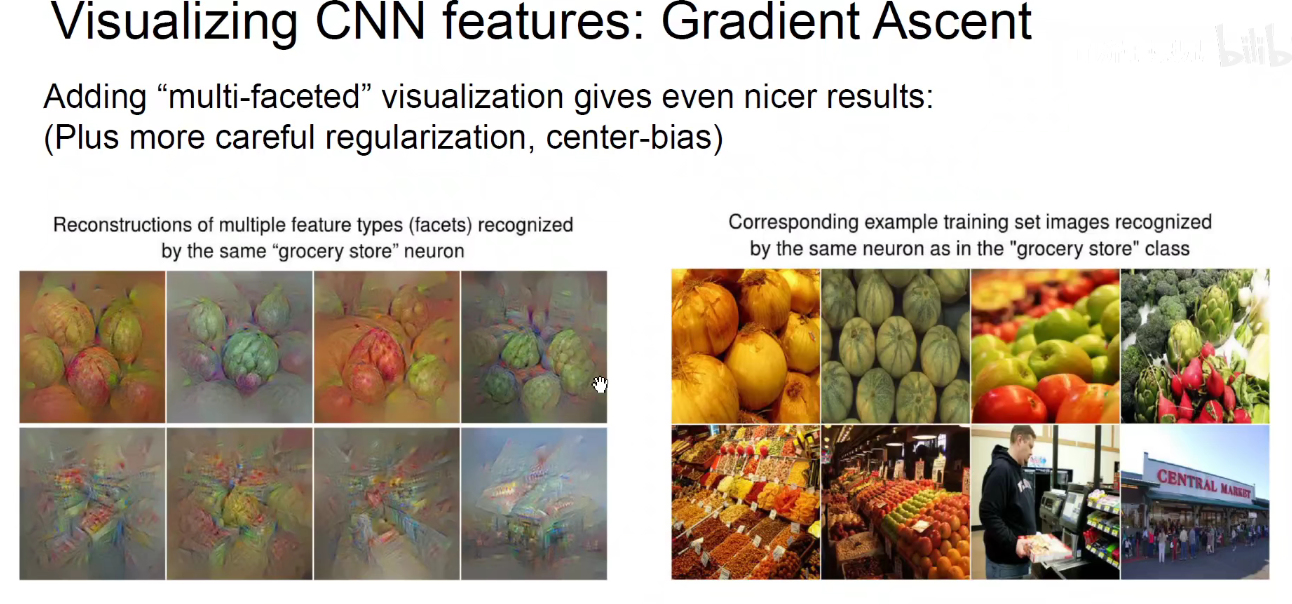 Visualizing CNN features: Gradient Ascent
bilib
Adding “multi-faceted” visualization gives even nicer results:
(Plus more careful regularization, center-bias)
Reconstructions of multiple feature types (facets) recognized
by the same “grocery store” neuron
Corresponding example training set images recognized
by the same neuron as in the "grocery store" class
CENTRAL MARKET